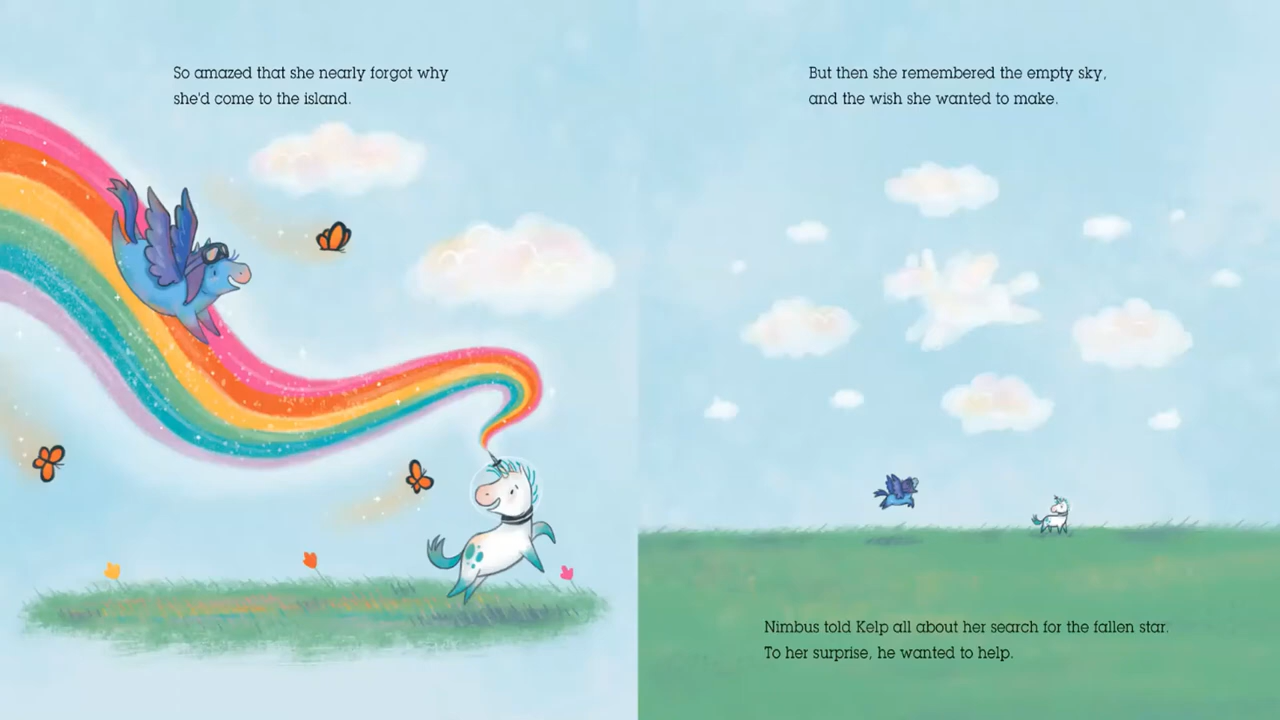 So amazed that she nearly forgot why
she'd come to the island.
But then she remembered the empty sky,
and the wish she wanted to make.
Nimbus told Kelp all about her search for the fallen star.
To her surprise, he wanted to help.